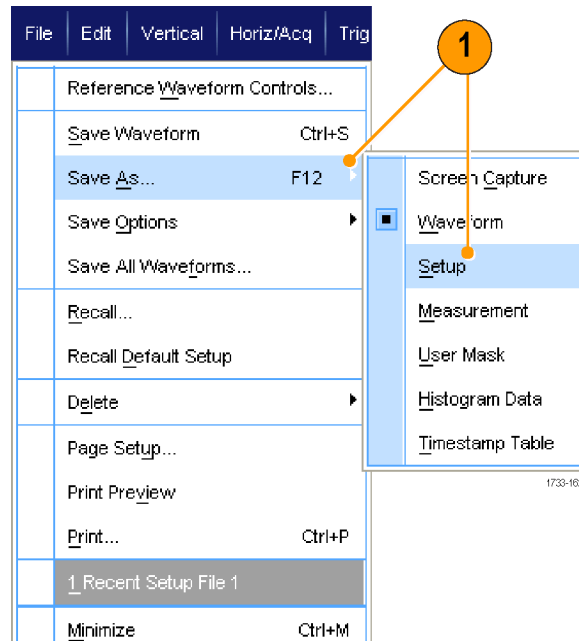 File Edit Vertical Horiz/Acq Trig
1
Reference Waveform Controls...
Save Waveform Ctrl+S
Save As... F12
Save Options
Save All Waveforms...
Recall...
Recall Default Setup
Delete
Page Setup...
Print Preview
Print... Ctrl+P
1 Recent Setup File 1
Minimize Ctrl+M
Screen Capture
Waveform
Setup
Measurement
User Mask
Histogram Data
Timestamp Table